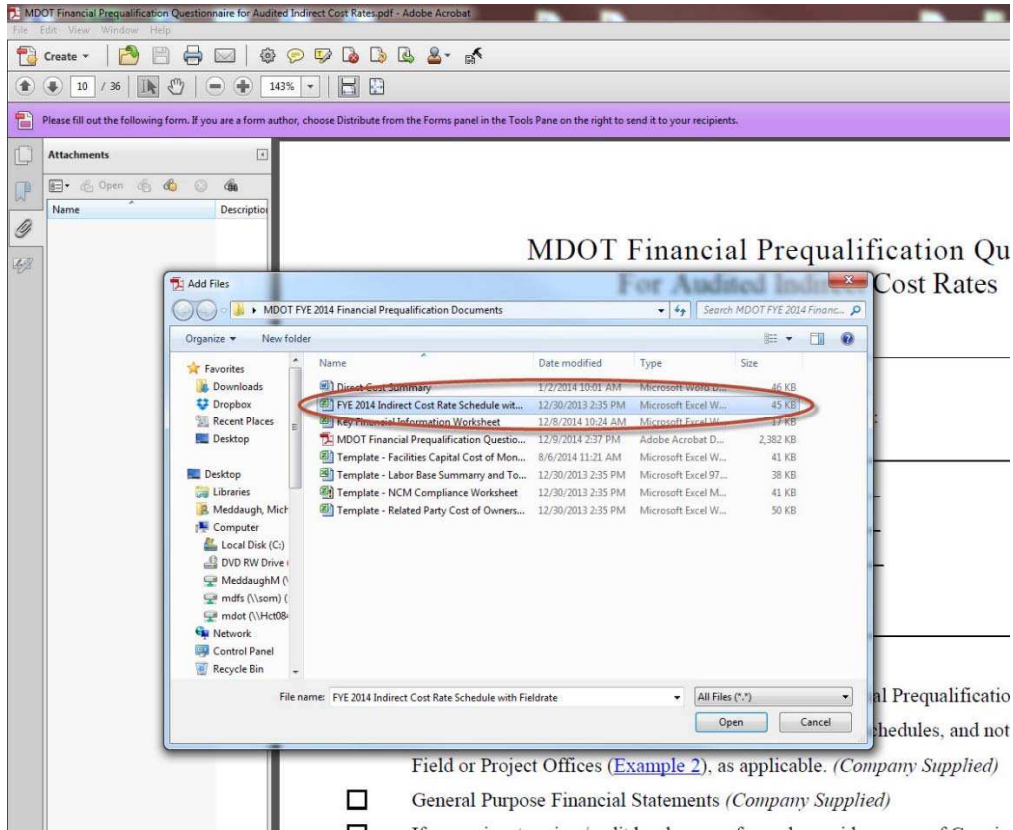 MDOT Financial Prequalification Questionnaire for Audited Indirect Cost Rates.pdf - Adobe Acrobat
File Edit View Window Help
Create
10 / 36 143%
Please fill out the following form. If you are a form author, choose Distribute from the Forms panel in the Tools Pane on the right to send it to your recipients.
Attachments
Open
Name Description
MDOT Financial Prequalification Qu
For Audited Indirect Cost Rates
Add Files
MDOT FYE 2014 Financial Prequalification Documents Search MDOT FYE 2014 Financ...
Organize New folder
Name Date modified Type Size
Favorites
Downloads
Dropbox
Recent Places
Desktop
Desktop
Libraries
Meddaugh, Mich
Computer
Local Disk (C:)
DVD RW Drive
MeddaughM (\
mdfs (\\som) (
mdot (\\Hct084
Network
Control Panel
Recycle Bin
Direct Cost Summary 1/2/2014 10:01 AM Microsoft Word D... 46 KB
FYE 2014 Indirect Cost Rate Schedule wit... 12/30/2013 2:35 PM Microsoft Excel W... 45 KB
Key Financial Information Worksheet 12/8/2014 10:24 AM Microsoft Excel W... 17 KB
MDOT Financial Prequalification Questio... 12/9/2014 2:37 PM Adobe Acrobat D... 2,382 KB
Template - Facilities Capital Cost of Mon... 8/6/2014 11:21 AM Microsoft Excel W... 41 KB
Template - Labor Base Summarry and To... 12/30/2013 2:35 PM Microsoft Excel 97... 38 KB
Template - NCM Compliance Worksheet 12/30/2013 2:35 PM Microsoft Excel M... 41 KB
Template - Related Party Cost of Owners... 12/30/2013 2:35 PM Microsoft Excel W... 50 KB
File name: FYE 2014 Indirect Cost Rate Schedule with Fieldrate All Files (*.*)
Open Cancel
al Prequalificatio
chedules, and not
Field or Project Offices (Example 2), as applicable. (Company Supplied)
General Purpose Financial Statements (Company Supplied)